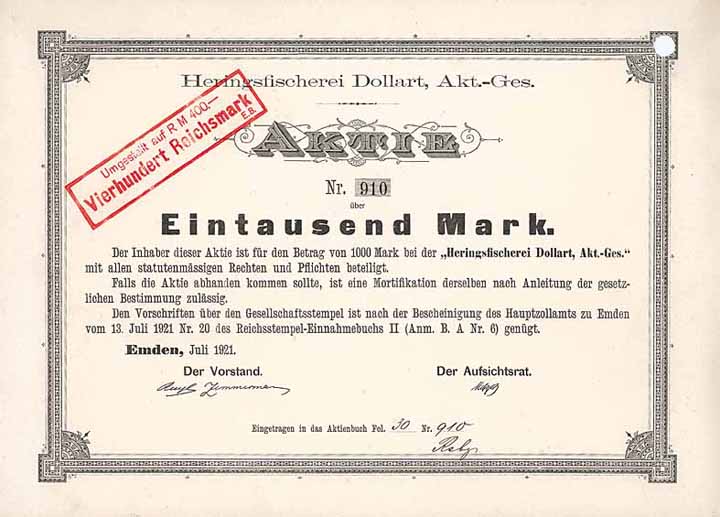 Heringsfischerei Dollart, Akt.-Ges.
Umgestellt auf R M 400.—
Vierhundert Reichsmark
E.B.
AKTIE
Nr. 910
über
Eintausend Mark.
Der Inhaber dieser Aktie ist für den Betrag von 1000 Mark bei der „Heringsfischerei Dollart, Akt.-Ges.“
mit allen statutenmässigen Rechten und Pflichten beteiligt.
Falls die Aktie abhanden kommen sollte, ist eine Mortifikation derselben nach Anleitung der gesetz-
lichen Bestimmung zulässig.
Den Vorschriften über den Gesellschaftsstempel ist nach der Bescheinigung des Hauptzollamts zu Emden
vom 13. Juli 1921 Nr. 20 des Reichsstempel-Einnahmebuchs II (Anm. B. A Nr. 6) genügt.
Emden, Juli 1921.
Der Vorstand. Der Aufsichtsrat.
Zimmerman
Eingetragen in das Aktienbuch Fol. 30 Nr. 910